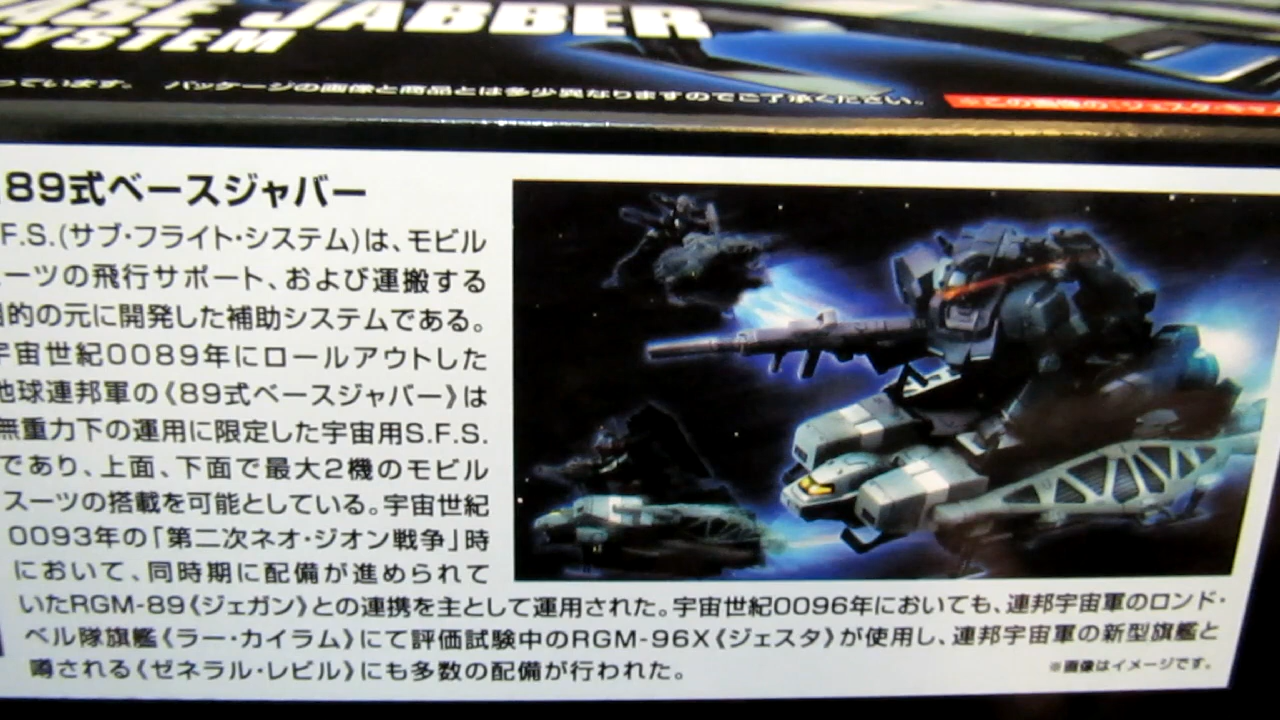 ASE JABBER
SYSTEM
っています。 パッケージの画像と商品とは多少異なりますのでご了承ください。
89式ベースジャバー
F.S.(サブ・フライト・システム)は、モビル
ーツの飛行サポート、および運搬する
的の元に開発した補助システムである。
宇宙世紀0089年にロールアウトした
地球連邦軍の《89式ベースジャバー》は
無重力下の運用に限定した宇宙用S.F.S.
であり、上面、下面で最大2機のモビル
スーツの搭載を可能としている。宇宙世紀
0093年の「第二次ネオ・ジオン戦争」時
において、同時期に配備が進められて
いたRGM-89《ジェガン》との連携を主として運用された。宇宙世紀0096年においても、連邦宇宙軍のロンド・
ベル隊旗艦《ラー・カイラム》にて評価試験中のRGM-96X《ジェスタ》が使用し、連邦宇宙軍の新型旗艦と
噂される《ゼネラル・レビル》にも多数の配備が行われた。
※画像はイメージです。